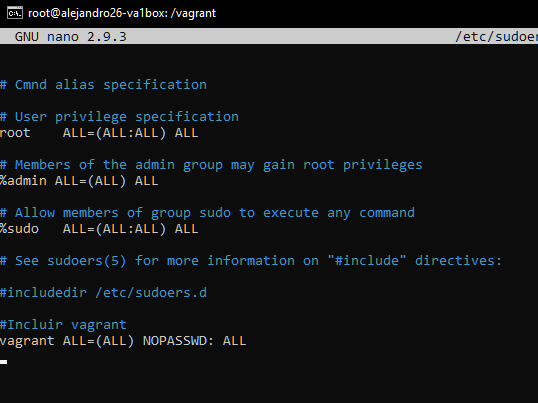 root@alejandro26-va1box: /vagrant
GNU nano 2.9.3 /etc/sudoer
# Cmnd alias specification
# User privilege specification
root ALL=(ALL:ALL) ALL
# Members of the admin group may gain root privileges
%admin ALL=(ALL) ALL
# Allow members of group sudo to execute any command
%sudo ALL=(ALL:ALL) ALL
# See sudoers(5) for more information on "#include" directives:
#includedir /etc/sudoers.d
#Incluir vagrant
vagrant ALL=(ALL) NOPASSWD: ALL